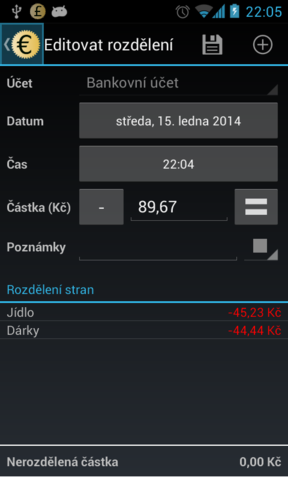 22:05
Editovat rozdělení
Účet Bankovní účet
Datum středa, 15. ledna 2014
Čas 22:04
Částka (Kč) - 89,67
Poznámky
Rozdělení stran
Jídlo -45,23 Kč
Dárky -44,44 Kč
Nerozdělená částka 0,00 Kč